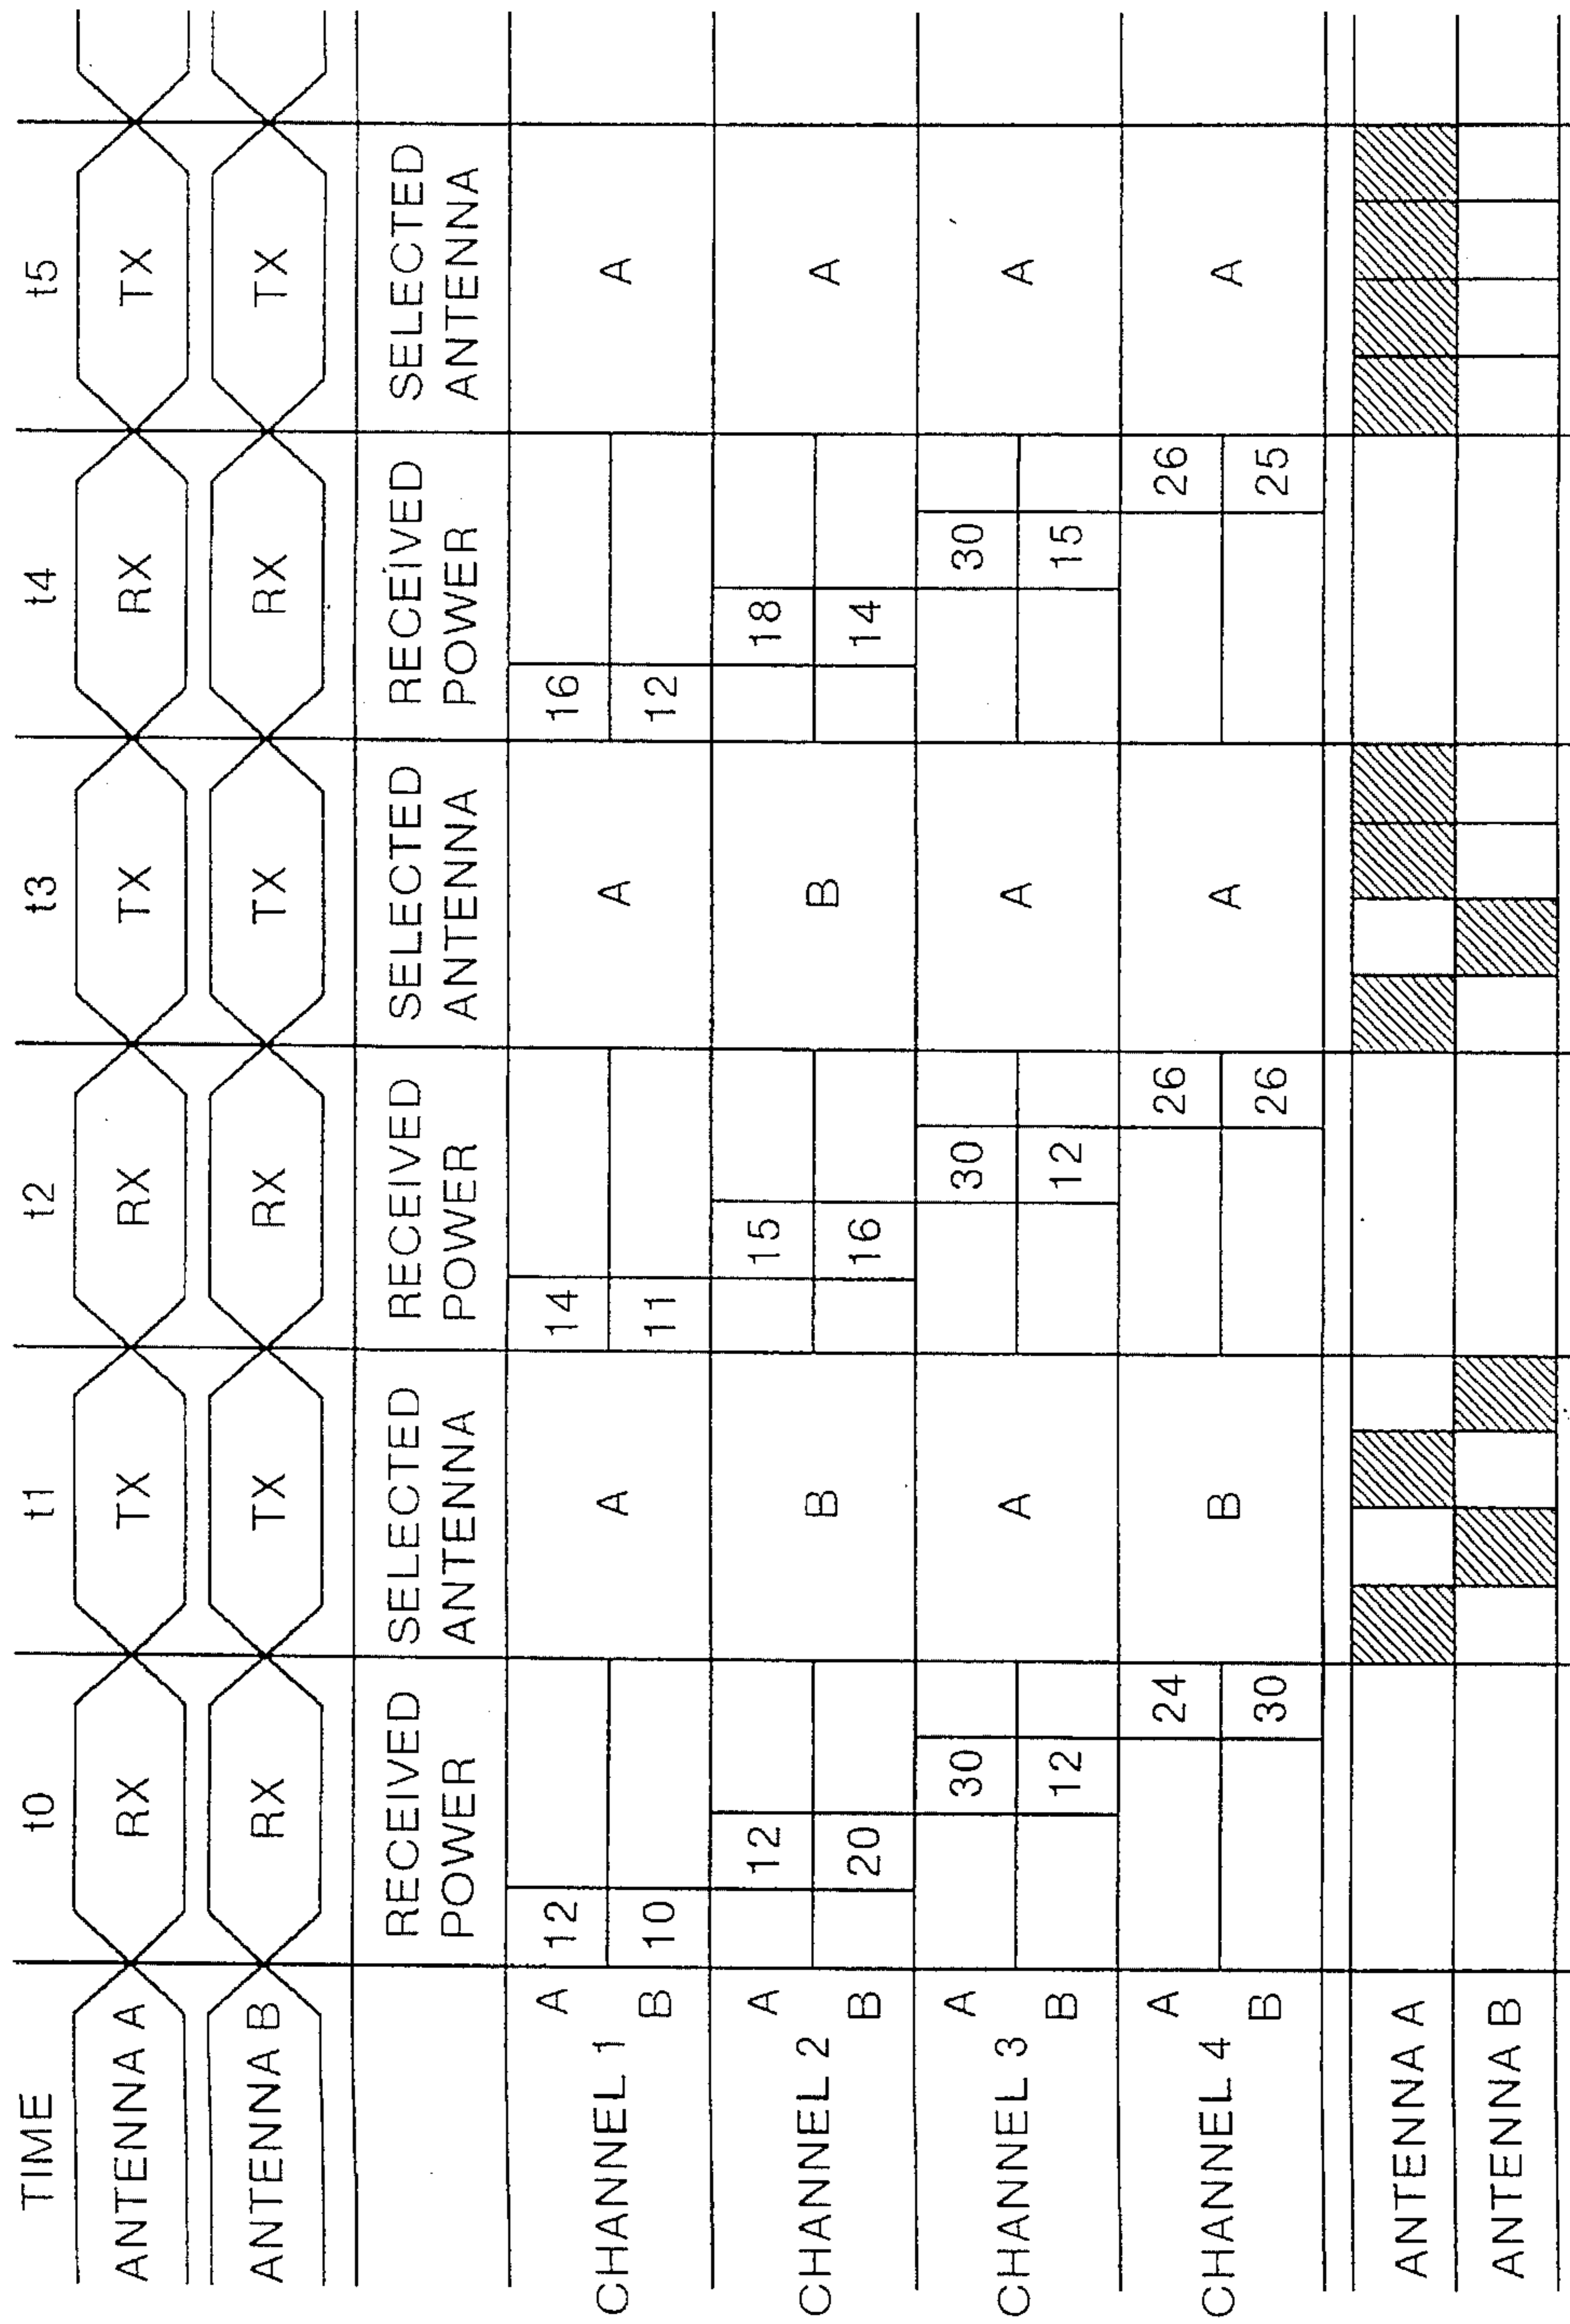 TIME t0 t1 t2 t3 t4 t5
ANTENNA A RX TX RX TX RX TX
ANTENNA B RX TX RX TX RX TX
RECEIVED SELECTED RECEIVED SELECTED RECEIVED SELECTED
POWER ANTENNA POWER ANTENNA POWER ANTENNA
A 12 14 16
CHANNEL 1 A A A
B 10 11 12
A 12 15 18
CHANNEL 2 B B A
B 20 16 14
A 30 30 30
CHANNEL 3 A A A
B 12 12 15
A 24 26 26
CHANNEL 4 B A A
B 30 26 25
ANTENNA A
ANTENNA B